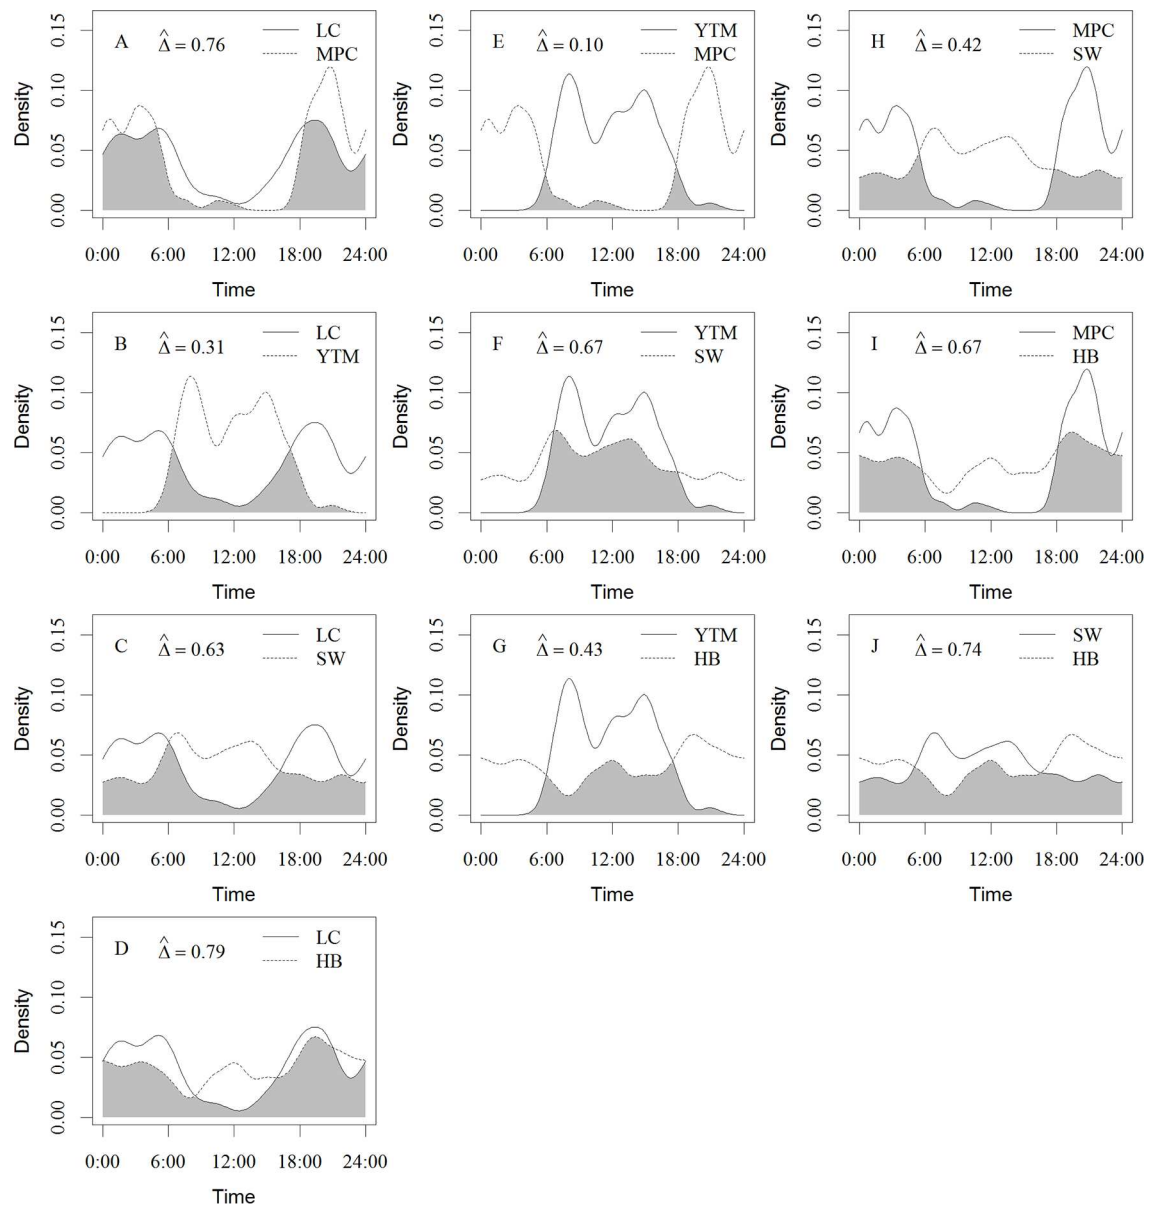 A
Δ̂ = 0.76
LC
MPC
0.15
0.10
0.05
0.00
Density
0:00 6:00 12:00 18:00 24:00
Time
E
Δ̂ = 0.10
YTM
MPC
0.15
0.10
0.05
0.00
Density
0:00 6:00 12:00 18:00 24:00
Time
H
Δ̂ = 0.42
MPC
SW
0.15
0.10
0.05
0.00
Density
0:00 6:00 12:00 18:00 24:00
Time
B
Δ̂ = 0.31
LC
YTM
0.15
0.10
0.05
0.00
Density
0:00 6:00 12:00 18:00 24:00
Time
F
Δ̂ = 0.67
YTM
SW
0.15
0.10
0.05
0.00
Density
0:00 6:00 12:00 18:00 24:00
Time
I
Δ̂ = 0.67
MPC
HB
0.15
0.10
0.05
0.00
Density
0:00 6:00 12:00 18:00 24:00
Time
C
Δ̂ = 0.63
LC
SW
0.15
0.10
0.05
0.00
Density
0:00 6:00 12:00 18:00 24:00
Time
G
Δ̂ = 0.43
YTM
HB
0.15
0.10
0.05
0.00
Density
0:00 6:00 12:00 18:00 24:00
Time
J
Δ̂ = 0.74
SW
HB
0.15
0.10
0.05
0.00
Density
0:00 6:00 12:00 18:00 24:00
Time
D
Δ̂ = 0.79
LC
HB
0.15
0.10
0.05
0.00
Density
0:00 6:00 12:00 18:00 24:00
Time